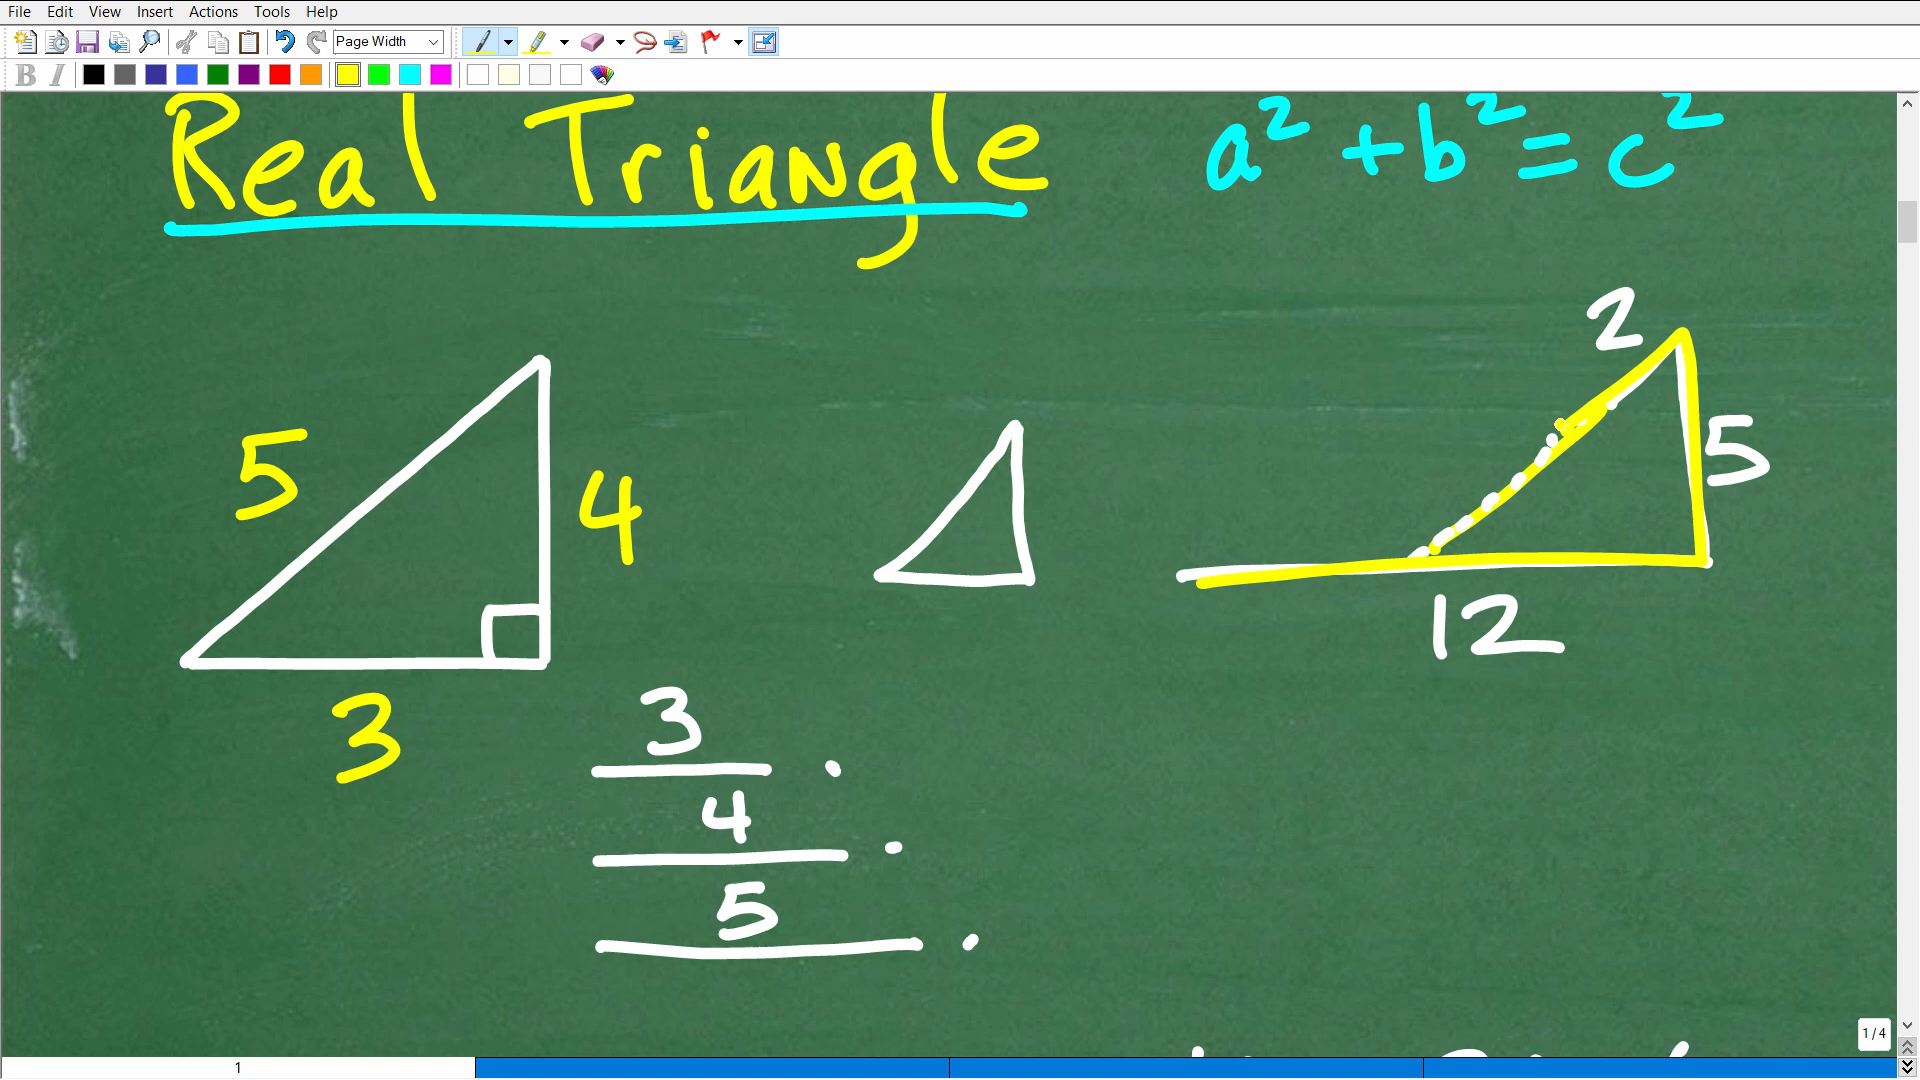 File Edit View Insert Actions Tools Help
Page Width
B I
Real Triangle
a² + b² = c²
2
5
4
5
12
3
3
4
5
1 / 4
1